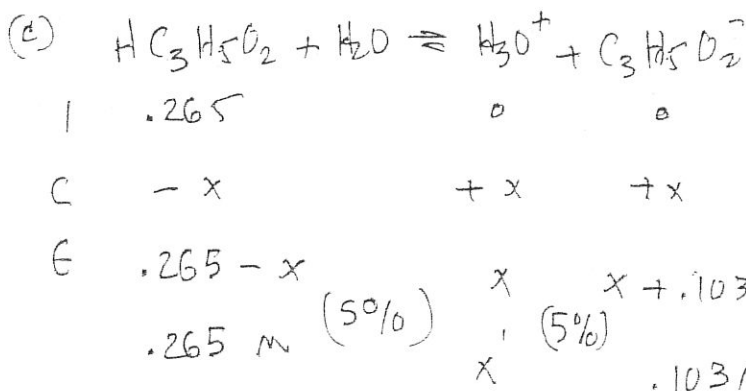 (c) HC₃H₅O₂ + H₂O ⇌ H₃O⁺ + C₃H₅O₂⁻
I .265 0 0
C - x + x + x
E .265 - x x x + .103
.265 M (5%) x (5%) .103